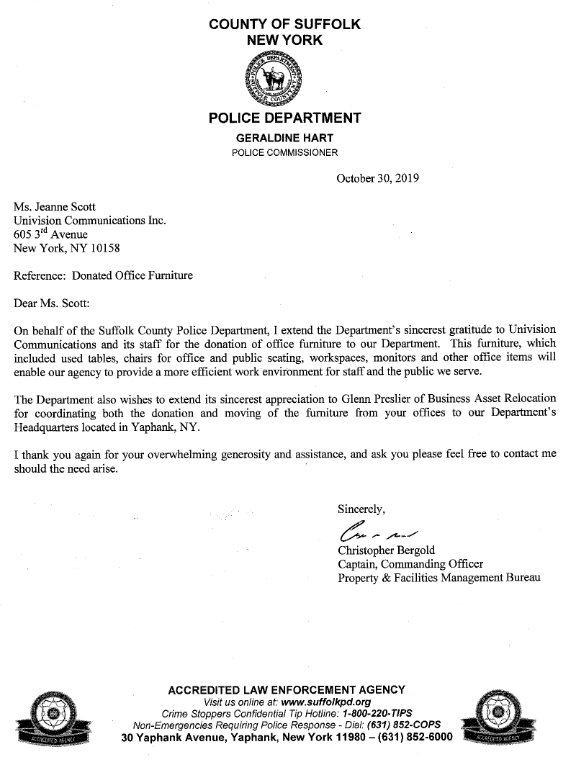 COUNTY OF SUFFOLK
NEW YORK
POLICE DEPARTMENT
SUFFOLK COUNTY, N.Y.
POLICE DEPARTMENT
GERALDINE HART
POLICE COMMISSIONER
October 30, 2019
Ms. Jeanne Scott
Univision Communications Inc.
605 3rd Avenue
New York, NY 10158
Reference: Donated Office Furniture
Dear Ms. Scott:
On behalf of the Suffolk County Police Department, I extend the Department's sincerest gratitude to Univision
Communications and its staff for the donation of office furniture to our Department. This furniture, which
included used tables, chairs for office and public seating, workspaces, monitors and other office items will
enable our agency to provide a more efficient work environment for staff and the public we serve.
The Department also wishes to extend its sincerest appreciation to Glenn Preslier of Business Asset Relocation
for coordinating both the donation and moving of the furniture from your offices to our Department's
Headquarters located in Yaphank, NY.
I thank you again for your overwhelming generosity and assistance, and ask you please feel free to contact me
should the need arise.
Sincerely,
Christopher Bergold
Captain, Commanding Officer
Property & Facilities Management Bureau
ACCREDITED LAW ENFORCEMENT AGENCY
Visit us online at: www.suffolkpd.org
Crime Stoppers Confidential Tip Hotline: 1-800-220-TIPS
Non-Emergencies Requiring Police Response - Dial: (631) 852-COPS
30 Yaphank Avenue, Yaphank, New York 11980 – (631) 852-6000
ACCREDITED AGENCY
ACCREDITED AGENCY